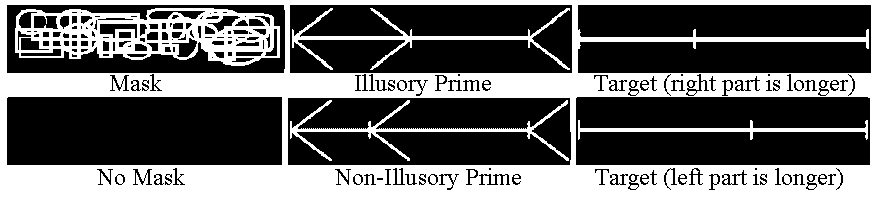 Mask
Illusory Prime
Target (right part is longer)
No Mask
Non-Illusory Prime
Target (left part is longer)